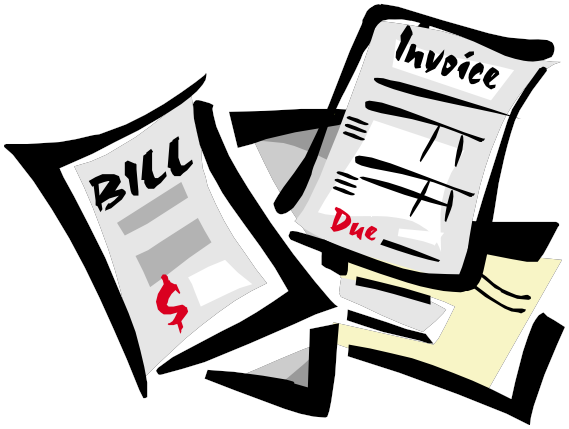 BILL
$
Invoice
Due